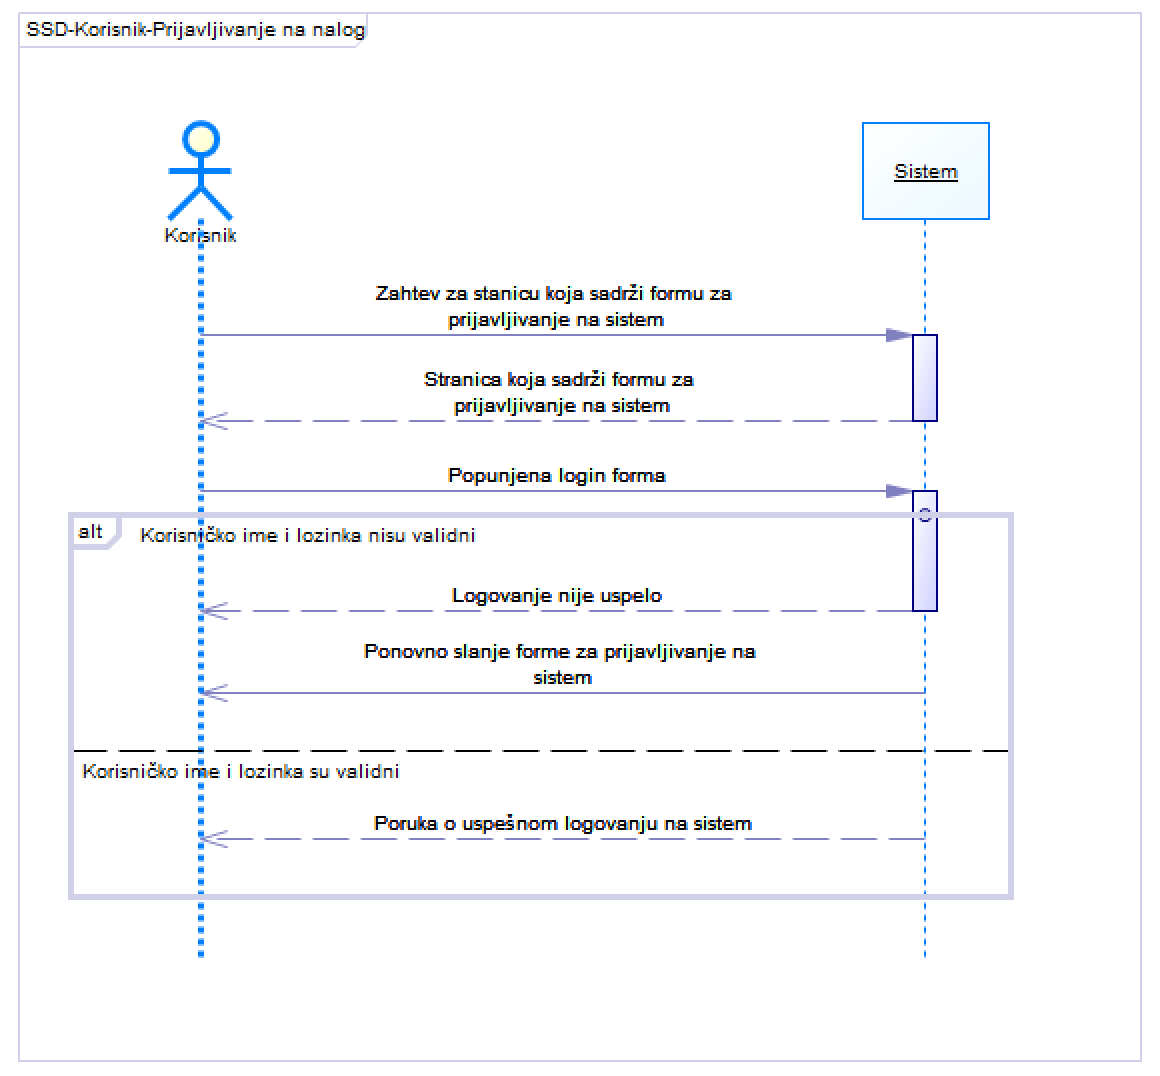 SSD-Korisnik-Prijavljivanje na nalog
Sistem
Korisnik
Zahtev za stanicu koja sadrži formu za
prijavljivanje na sistem
Stranica koja sadrži formu za
prijavljivanje na sistem
Popunjena login forma
alt
Korisničko ime i lozinka nisu validni
Logovanje nije uspelo
Ponovno slanje forme za prijavljivanje na
sistem
Korisničko ime i lozinka su validni
Poruka o uspešnom logovanju na sistem